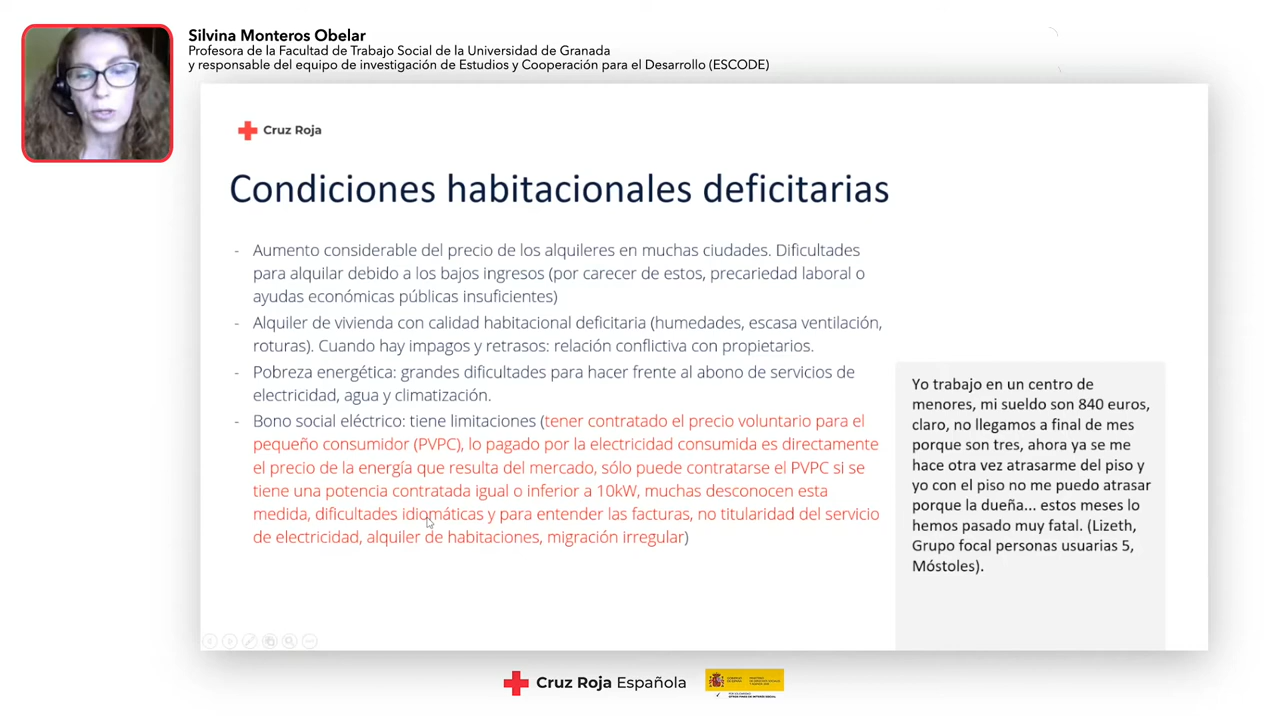 Silvina Monteros Obelar
Profesora de la Facultad de Trabajo Social de la Universidad de Granada
y responsable del equipo de investigación de Estudios y Cooperación para el Desarrollo (ESCODE)
Cruz Roja
Condiciones habitacionales deficitarias
- Aumento considerable del precio de los alquileres en muchas ciudades. Dificultades
para alquilar debido a los bajos ingresos (por carecer de estos, precariedad laboral o
ayudas económicas públicas insuficientes)
- Alquiler de vivienda con calidad habitacional deficitaria (humedades, escasa ventilación,
roturas). Cuando hay impagos y retrasos: relación conflictiva con propietarios.
- Pobreza energética: grandes dificultades para hacer frente al abono de servicios de
electricidad, agua y climatización.
- Bono social eléctrico: tiene limitaciones (tener contratado el precio voluntario para el
pequeño consumidor (PVPC), lo pagado por la electricidad consumida es directamente
el precio de la energía que resulta del mercado, sólo puede contratarse el PVPC si se
tiene una potencia contratada igual o inferior a 10kW, muchas desconocen esta
medida, dificultades idiomáticas y para entender las facturas, no titularidad del servicio
de electricidad, alquiler de habitaciones, migración irregular)
Yo trabajo en un centro de
menores, mi sueldo son 840 euros,
claro, no llegamos a final de mes
porque son tres, ahora ya se me
hace otra vez atrasarme del piso y
yo con el piso no me puedo atrasar
porque la dueña... estos meses lo
hemos pasado muy fatal. (Lizeth,
Grupo focal personas usuarias 5,
Móstoles).
Cruz Roja Española